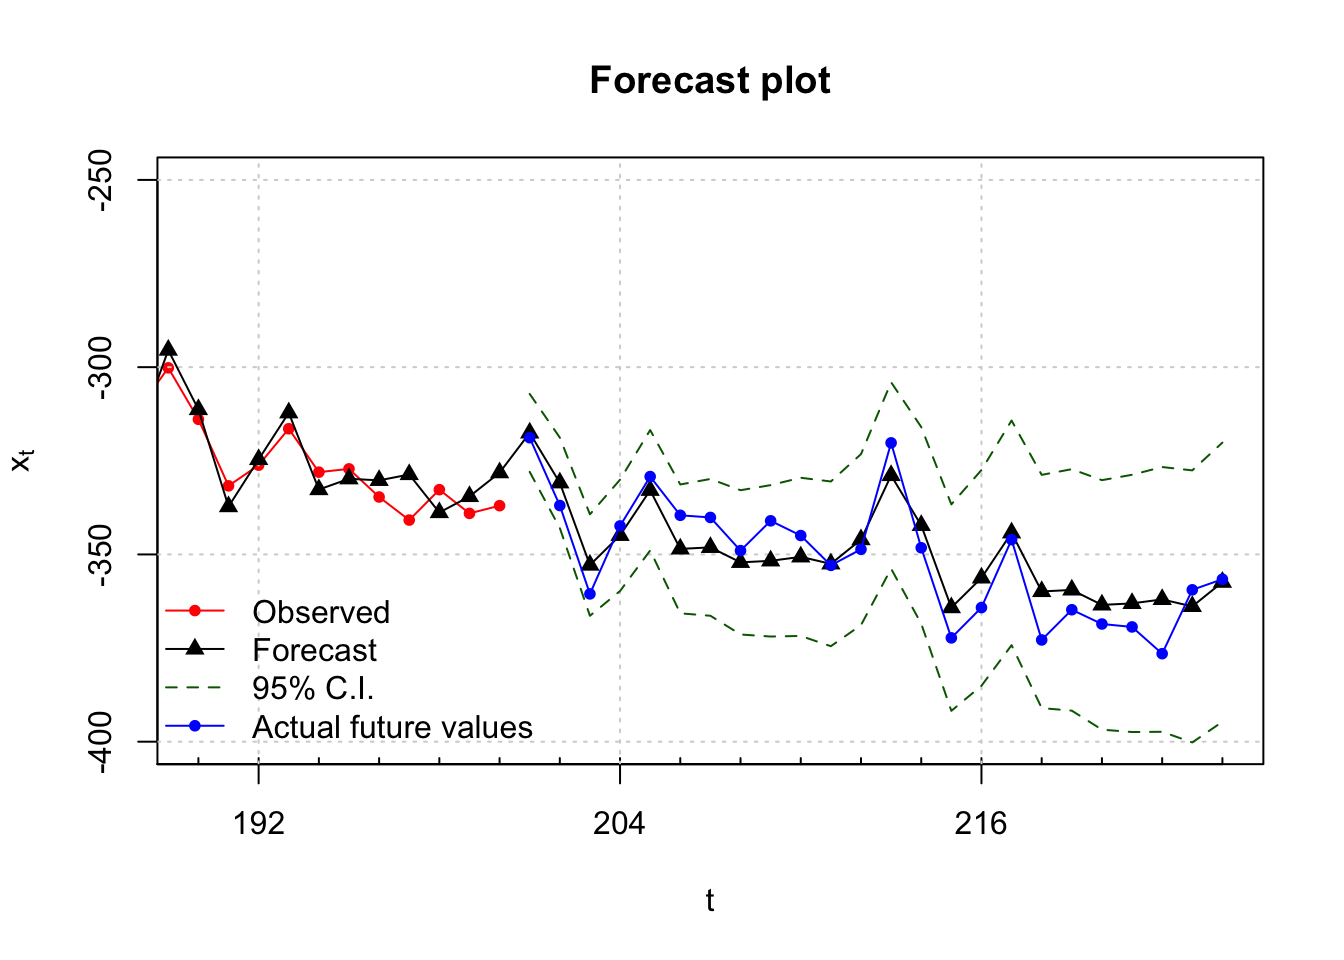 Forecast plot
-250
-300
-350
-400
xt
Observed
Forecast
95% C.I.
Actual future values
192 204 216
t